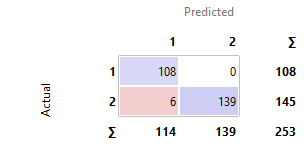 Predicted
1 2 Σ
1 108 0 108
Actual
2 6 139 145
Σ 114 139 253